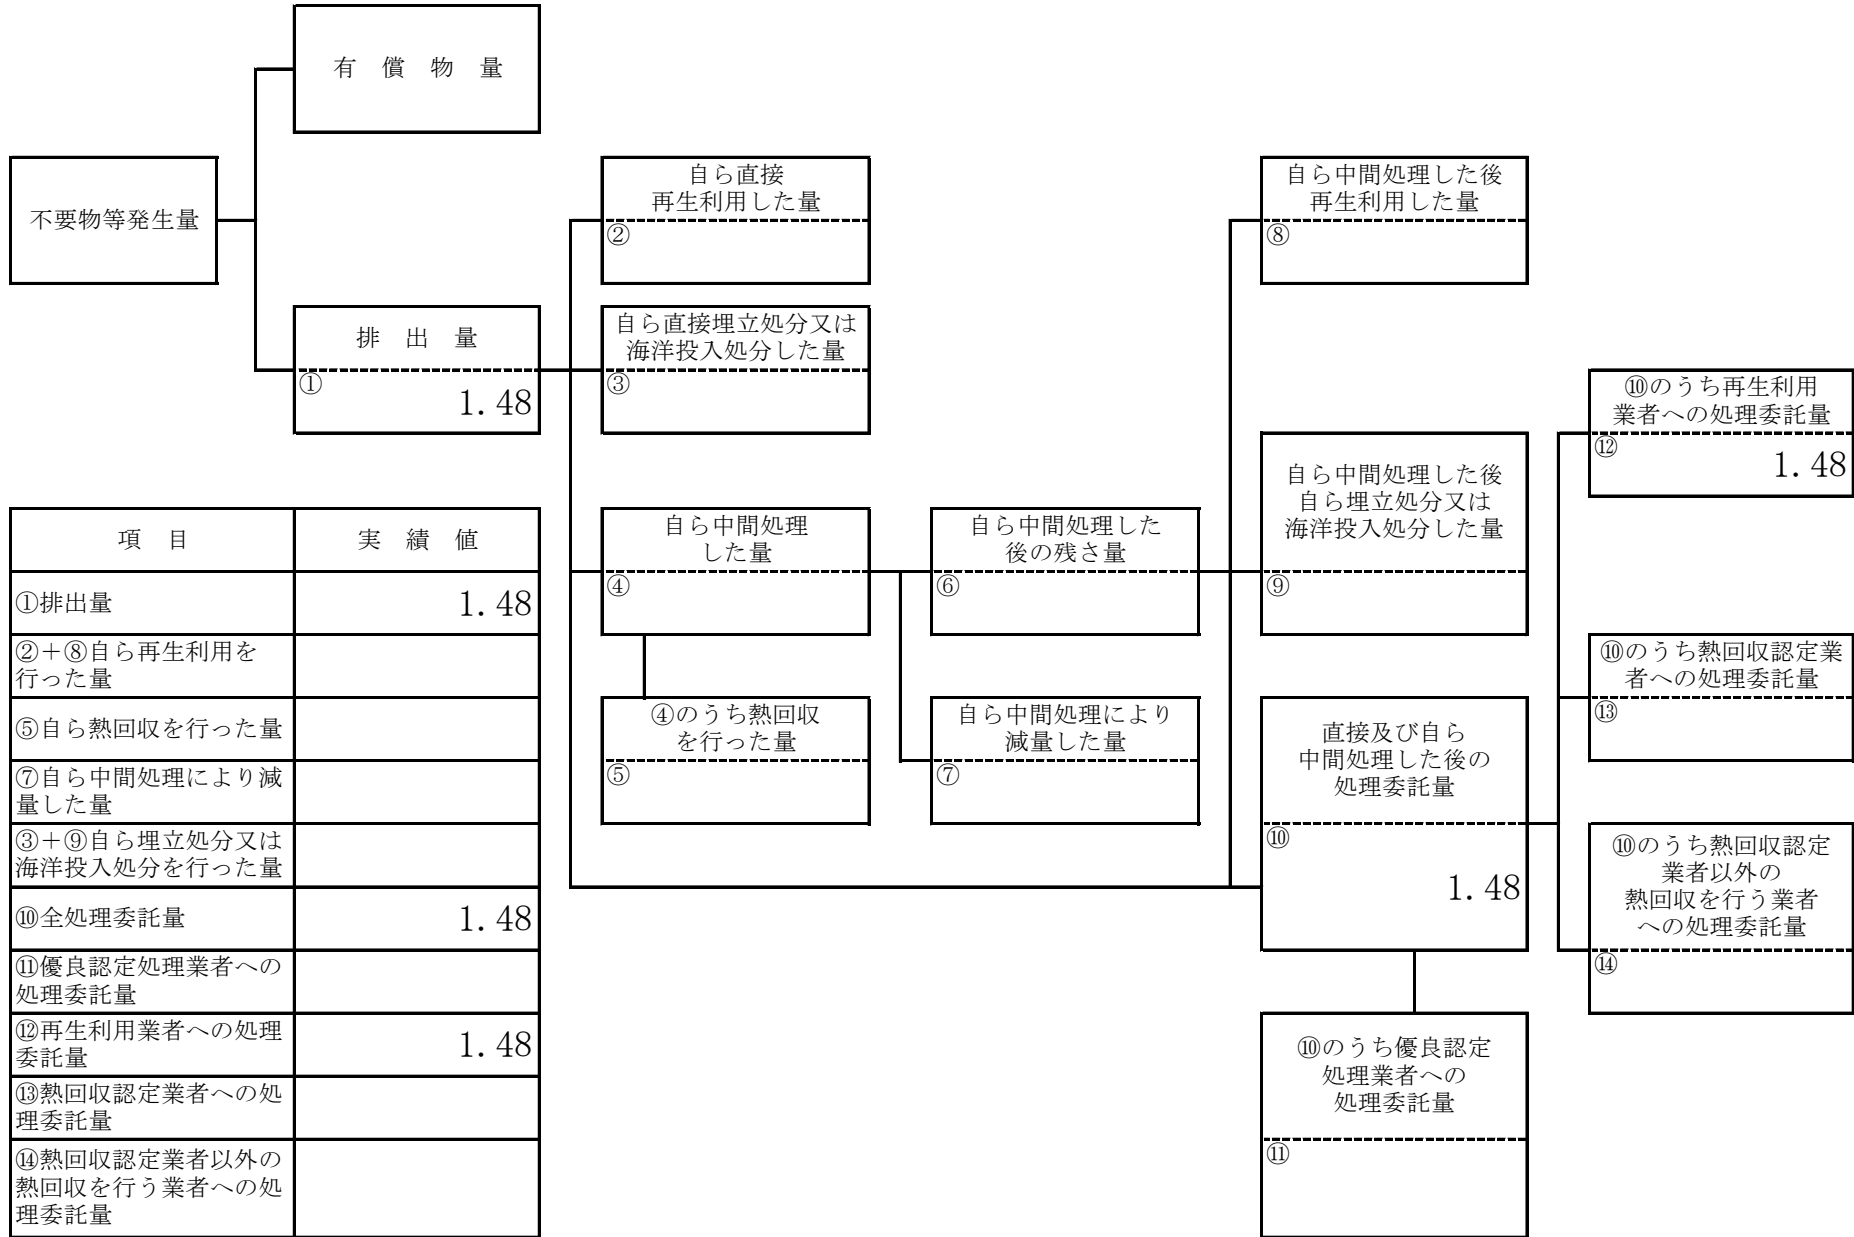 有　償　物　量
不要物等発生量
排　出　量
①
1.48
自ら直接
再生利用した量
②
自ら直接埋立処分又は
海洋投入処分した量
③
自ら中間処理
した量
④
④のうち熱回収
を行った量
⑤
自ら中間処理した
後の残さ量
⑥
自ら中間処理により
減量した量
⑦
自ら中間処理した後
再生利用した量
⑧
自ら中間処理した後
自ら埋立処分又は
海洋投入処分した量
⑨
直接及び自ら
中間処理した後の
処理委託量
⑩
1.48
⑩のうち優良認定
処理業者への
処理委託量
⑪
⑩のうち再生利用
業者への処理委託量
⑫
1.48
⑩のうち熱回収認定業
者への処理委託量
⑬
⑩のうち熱回収認定
業者以外の
熱回収を行う業者
への処理委託量
⑭
項　目　実　績　値
①排出量　1.48
②＋⑧自ら再生利用を
行った量
⑤自ら熱回収を行った量
⑦自ら中間処理により減
量した量
③＋⑨自ら埋立処分又は
海洋投入処分を行った量
⑩全処理委託量　1.48
⑪優良認定処理業者への
処理委託量
⑫再生利用業者への処理
委託量　1.48
⑬熱回収認定業者への処
理委託量
⑭熱回収認定業者以外の
熱回収を行う業者への処
理委託量